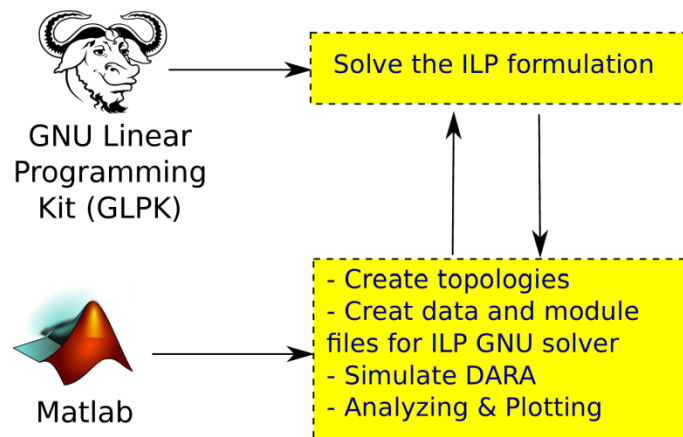 Solve the ILP formulation
GNU Linear
Programming
Kit (GLPK)
- Create topologies
- Creat data and module
files for ILP GNU solver
- Simulate DARA
- Analyzing & Plotting
Matlab